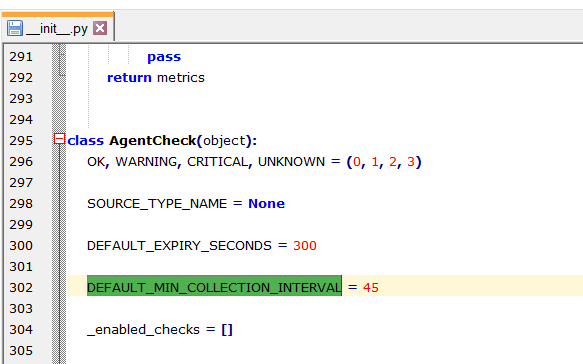 __init__.py
291 pass
292 return metrics
293
294
295 class AgentCheck(object):
296 OK, WARNING, CRITICAL, UNKNOWN = (0, 1, 2, 3)
297
298 SOURCE_TYPE_NAME = None
299
300 DEFAULT_EXPIRY_SECONDS = 300
301
302 DEFAULT_MIN_COLLECTION_INTERVAL = 45
303
304 _enabled_checks = []
305